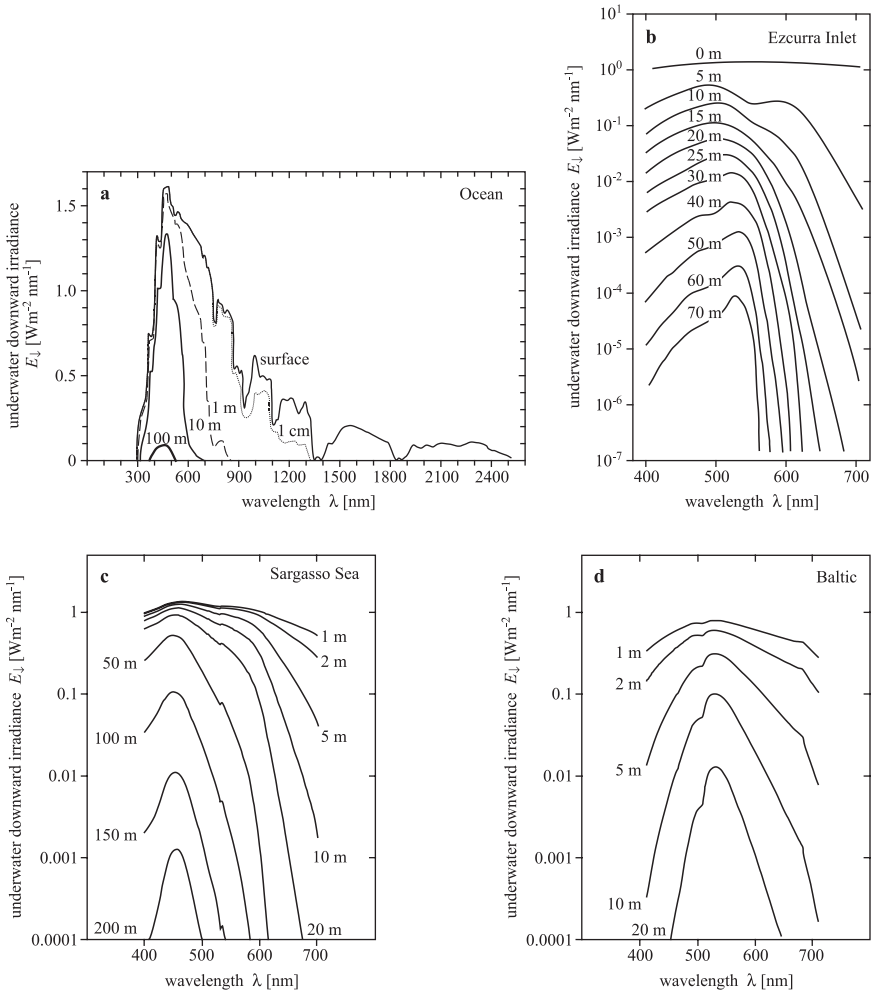 a
Ocean
underwater downward irradiance
E↓ [Wm⁻² nm⁻¹]
1.5
1.0
0.5
0
surface
1 m
1 cm
10 m
100 m
300 600 900 1200 1500 1800 2100 2400
wavelength λ [nm]
b
Ezcurra Inlet
underwater downward irradiance E↓ [Wm⁻² nm⁻¹]
10¹
10⁰
10⁻¹
10⁻²
10⁻³
10⁻⁴
10⁻⁵
10⁻⁶
10⁻⁷
0 m
5 m
10 m
15 m
20 m
25 m
30 m
40 m
50 m
60 m
70 m
400 500 600 700
wavelength λ [nm]
c
Sargasso Sea
underwater downward irradiance E↓ [Wm⁻² nm⁻¹]
1
0.1
0.01
0.001
0.0001
1 m
2 m
5 m
10 m
20 m
50 m
100 m
150 m
200 m
400 500 600 700
wavelength λ [nm]
d
Baltic
underwater downward irradiance E↓ [Wm⁻² nm⁻¹]
1
0.1
0.01
0.001
0.0001
1 m
2 m
5 m
10 m
20 m
400 500 600 700
wavelength λ [nm]